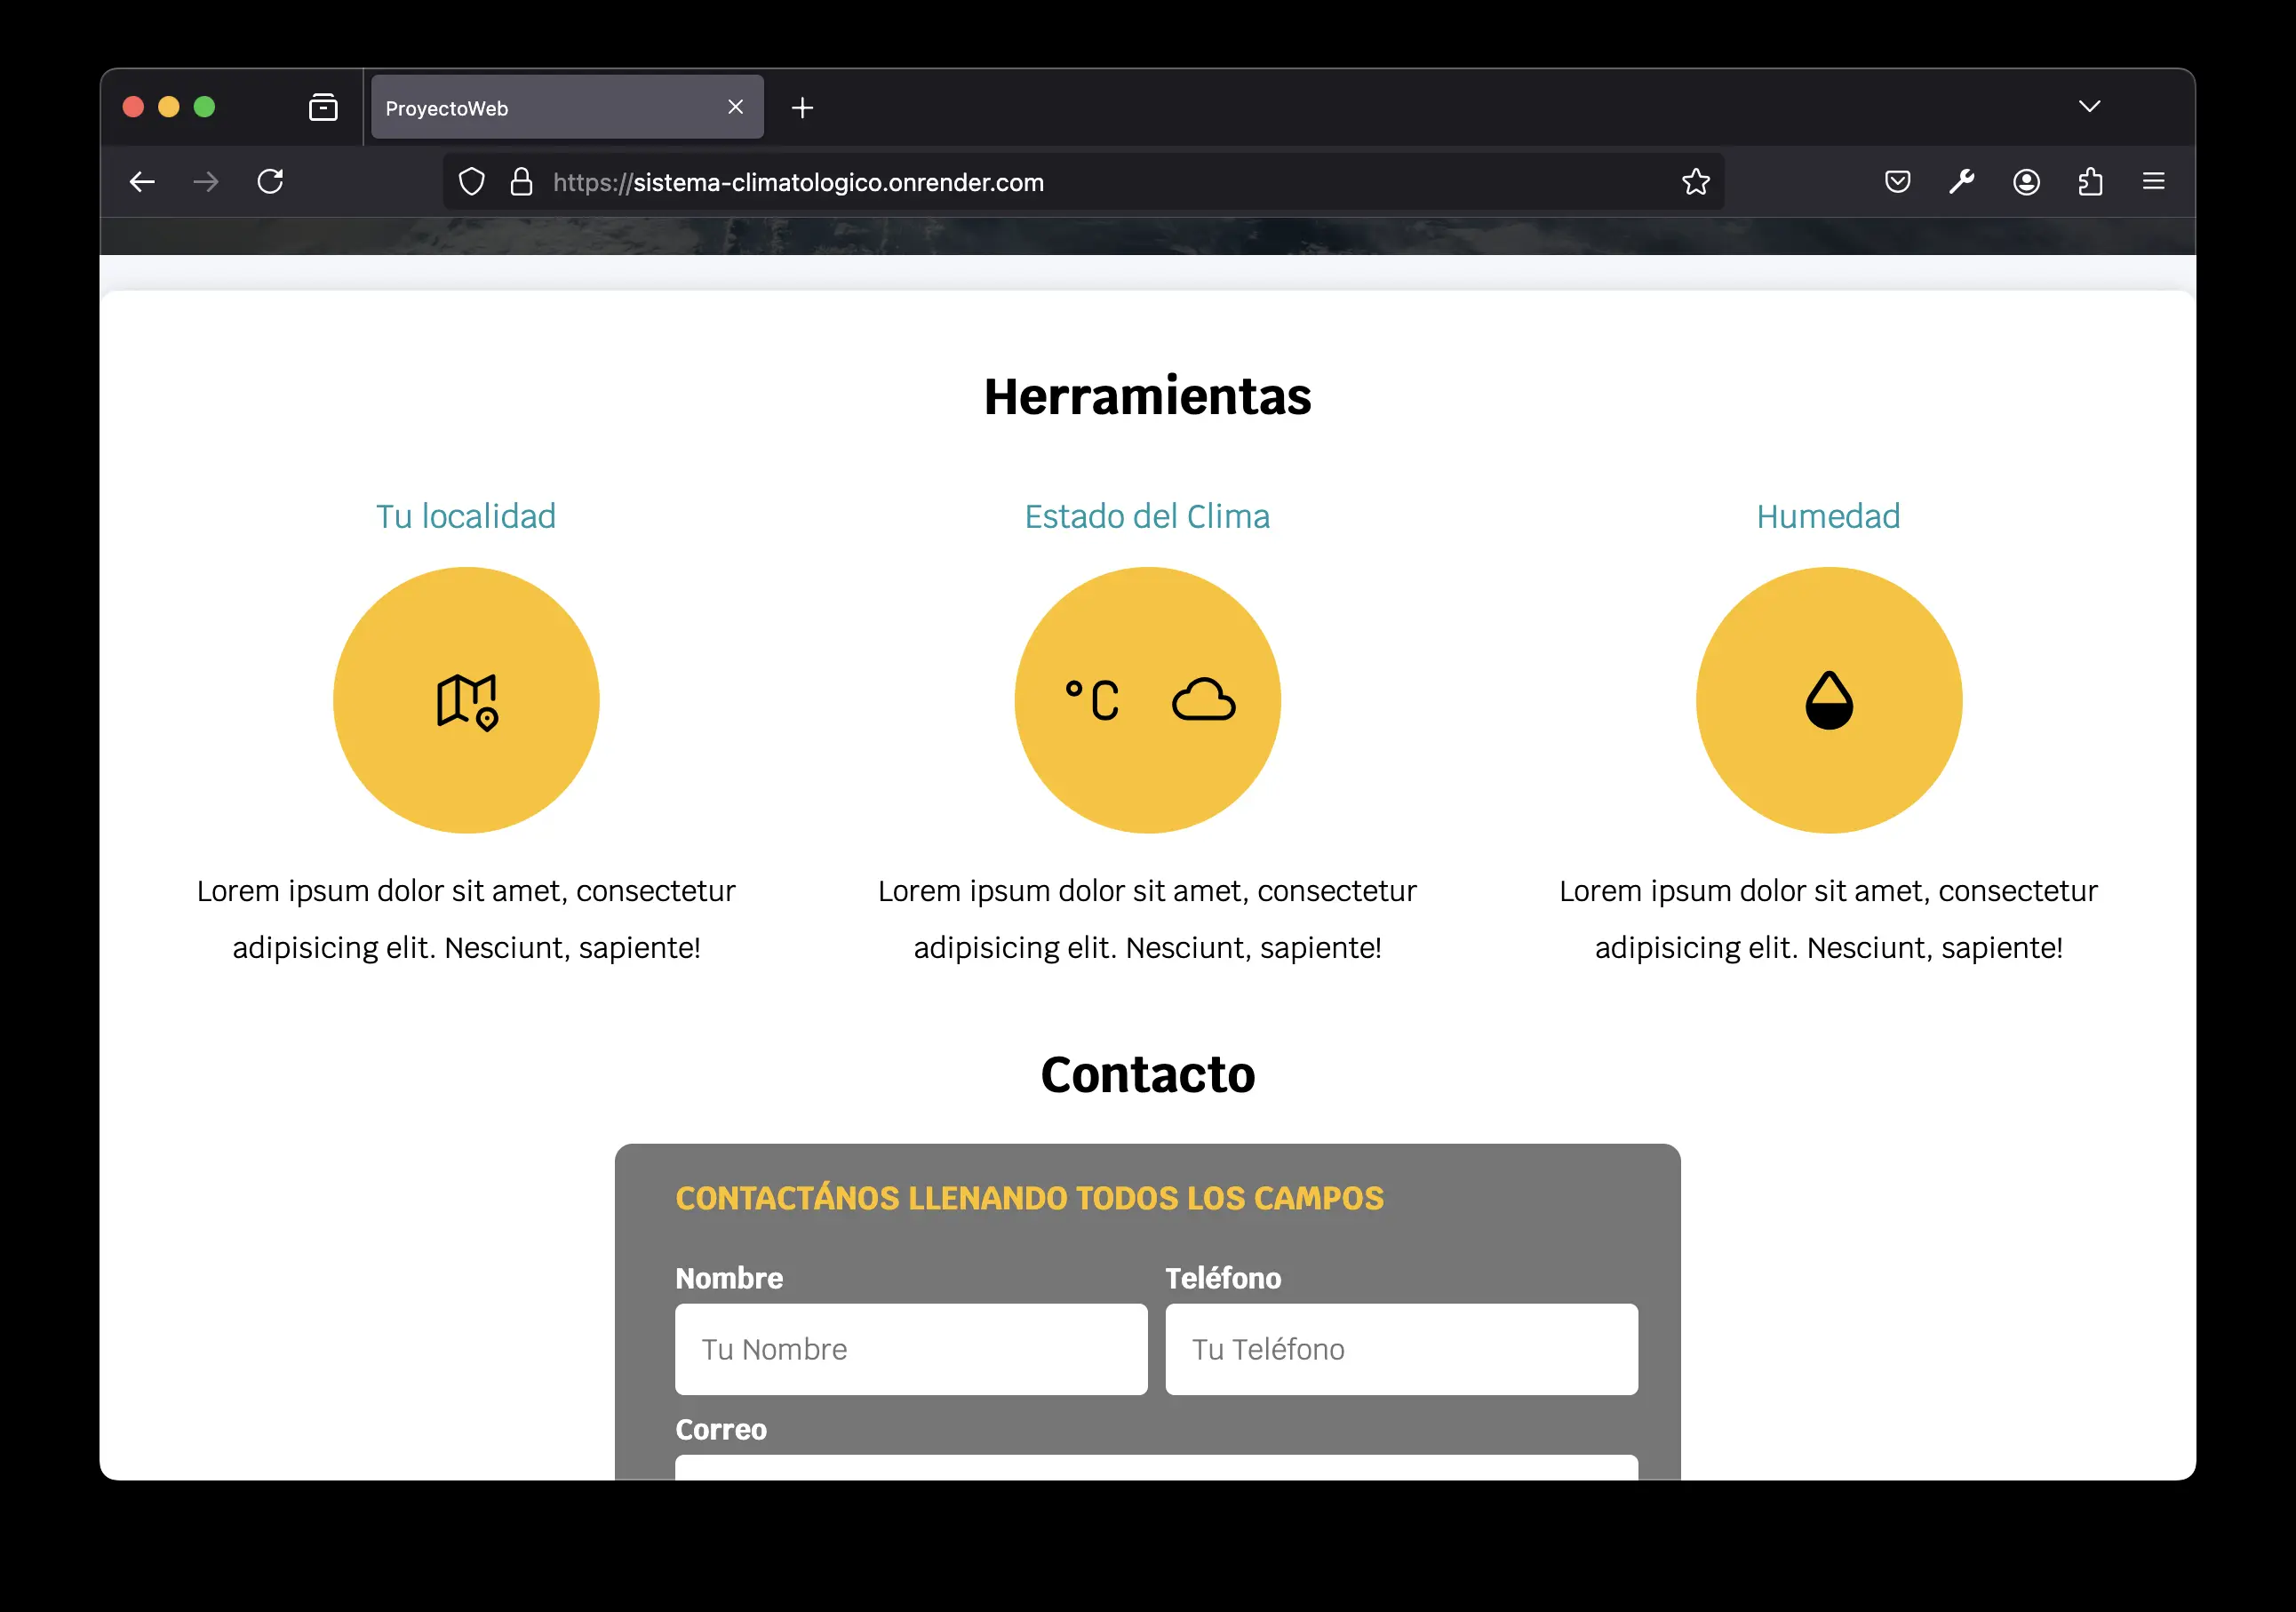 ProyectoWeb
https://sistema-climatologico.onrender.com
Herramientas
Tu localidad
Estado del Clima
Humedad
°C
Lorem ipsum dolor sit amet, consectetur
adipisicing elit. Nesciunt, sapiente!
Lorem ipsum dolor sit amet, consectetur
adipisicing elit. Nesciunt, sapiente!
Lorem ipsum dolor sit amet, consectetur
adipisicing elit. Nesciunt, sapiente!
Contacto
CONTACTÁNOS LLENANDO TODOS LOS CAMPOS
Nombre
Teléfono
Tu Nombre
Tu Teléfono
Correo